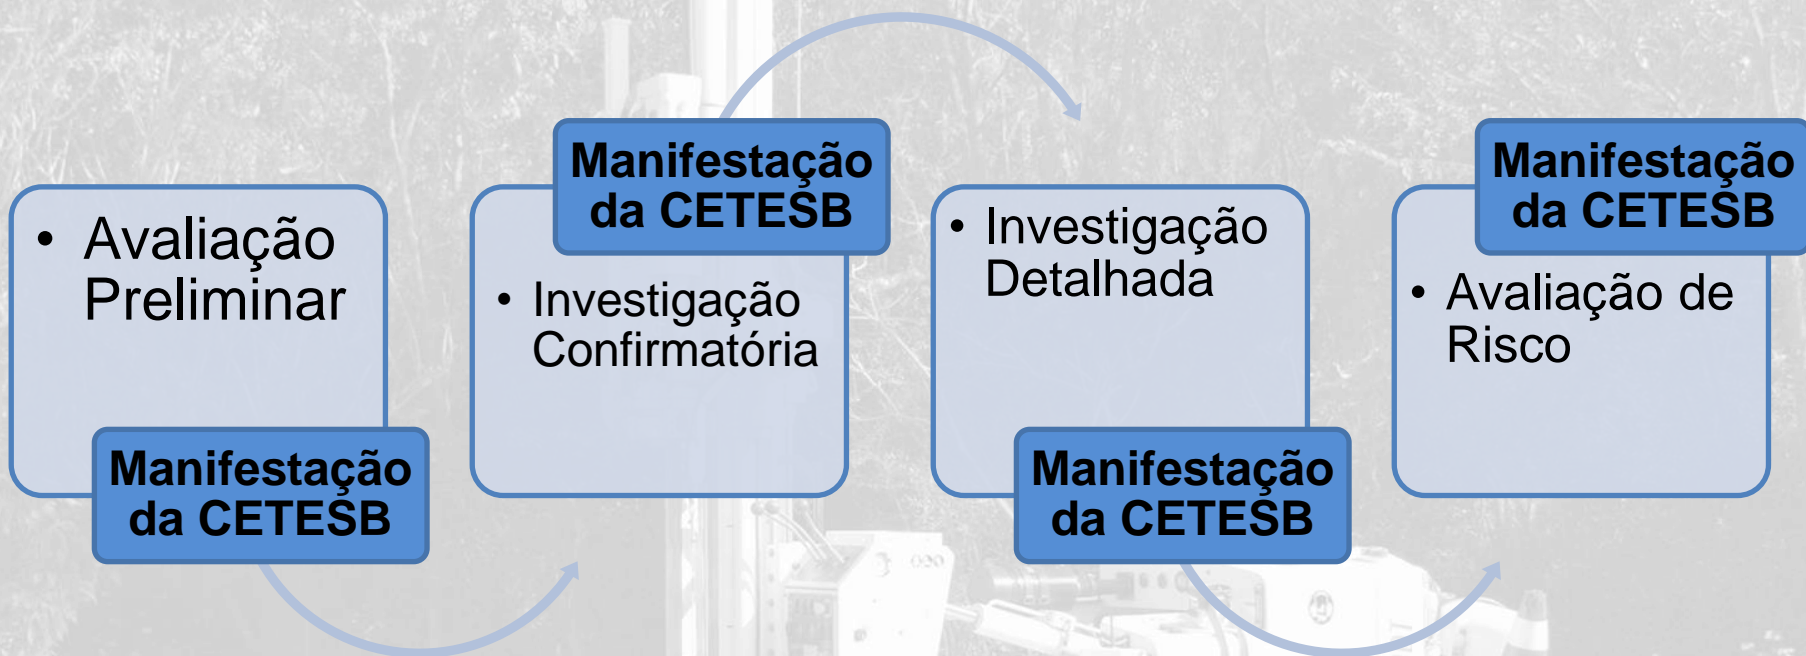 • Avaliação
Preliminar
Manifestação
da CETESB
Manifestação
da CETESB
• Investigação
Confirmatória
• Investigação
Detalhada
Manifestação
da CETESB
Manifestação
da CETESB
• Avaliação de
Risco